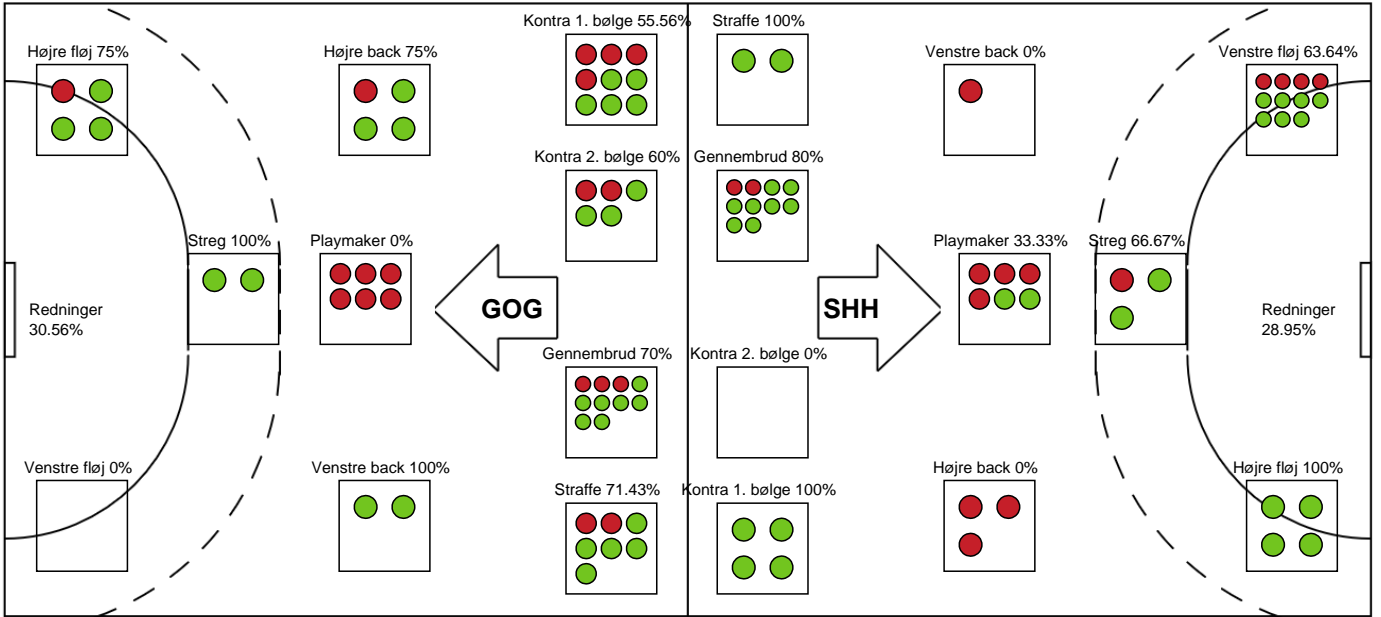 Kontra 1. bølge 55.56%
Straffe 100%
Højre fløj 75%
Højre back 75%
Venstre back 0%
Venstre fløj 63.64%
Kontra 2. bølge 60%
Gennembrud 80%
Streg 100%
Playmaker 0%
Playmaker 33.33%
Streg 66.67%
Redninger
30.56%
GOG
SHH
Redninger
28.95%
Gennembrud 70%
Kontra 2. bølge 0%
Venstre fløj 0%
Venstre back 100%
Højre back 0%
Højre fløj 100%
Straffe 71.43%
Kontra 1. bølge 100%